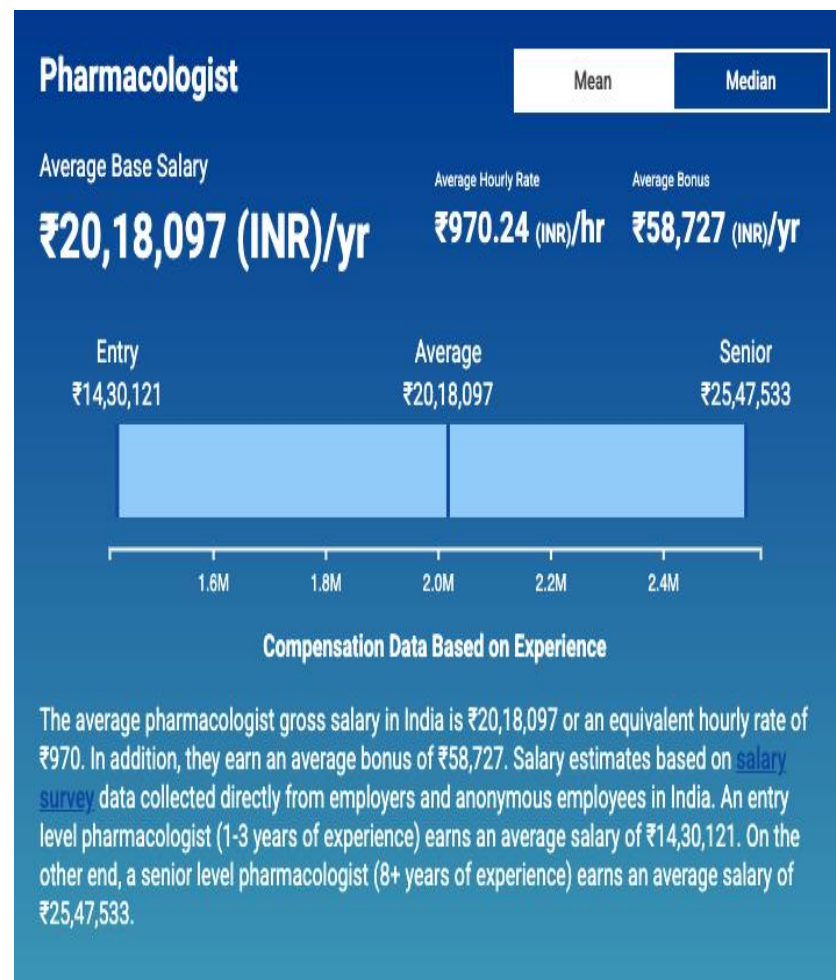 Pharmacologist
Mean
Median
Average Base Salary
Average Hourly Rate
Average Bonus
₹20,18,097 (INR)/yr
₹970.24 (INR)/hr
₹58,727 (INR)/yr
Entry
Average
Senior
₹14,30,121
₹20,18,097
₹25,47,533
1.6M
1.8M
2.0M
2.2M
2.4M
Compensation Data Based on Experience
The average pharmacologist gross salary in India is ₹20,18,097 or an equivalent hourly rate of
₹970. In addition, they earn an average bonus of ₹58,727. Salary estimates based on salary
survey data collected directly from employers and anonymous employees in India. An entry
level pharmacologist (1-3 years of experience) earns an average salary of ₹14,30,121. On the
other end, a senior level pharmacologist (8+ years of experience) earns an average salary of
₹25,47,533.